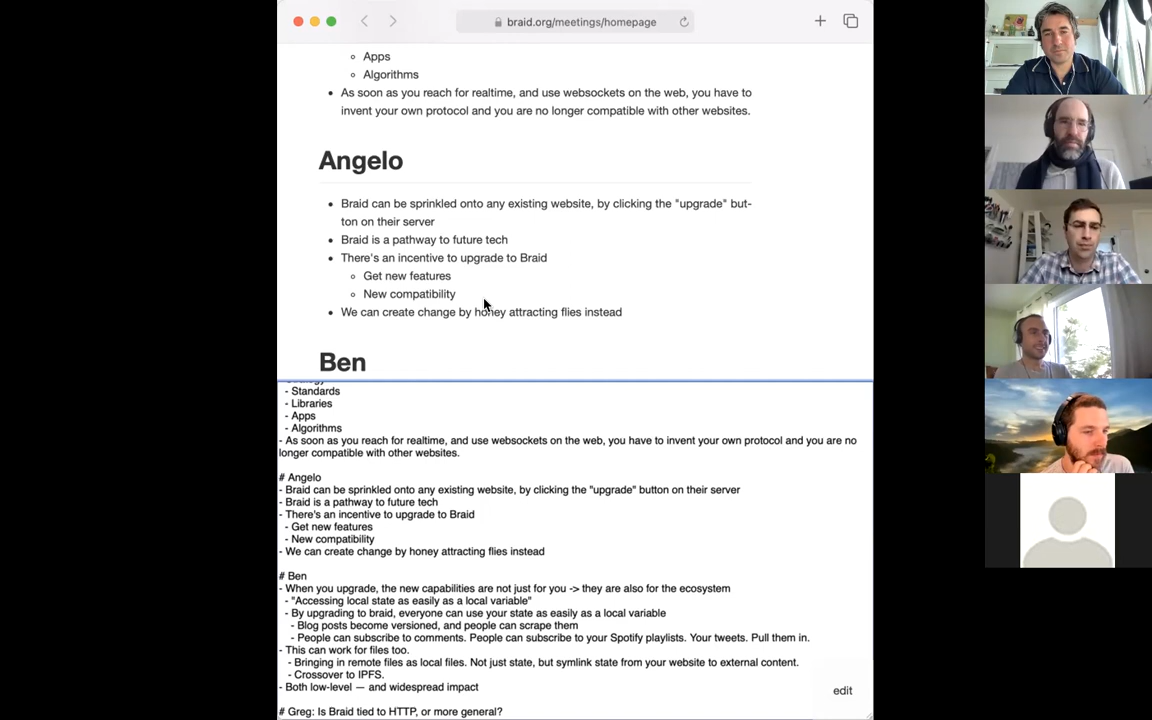 braid.org/meetings/homepage
Apps
Algorithms
As soon as you reach for realtime, and use websockets on the web, you have to
invent your own protocol and you are no longer compatible with other websites.
Angelo
Braid can be sprinkled onto any existing website, by clicking the "upgrade" but-
ton on their server
Braid is a pathway to future tech
There's an incentive to upgrade to Braid
Get new features
New compatibility
We can create change by honey attracting flies instead
Ben
- Standards
- Libraries
- Apps
- Algorithms
- As soon as you reach for realtime, and use websockets on the web, you have to invent your own protocol and you are no
longer compatible with other websites.
# Angelo
- Braid can be sprinkled onto any existing website, by clicking the "upgrade" button on their server
- Braid is a pathway to future tech
- There's an incentive to upgrade to Braid
- Get new features
- New compatibility
- We can create change by honey attracting flies instead
# Ben
- When you upgrade, the new capabilities are not just for you -> they are also for the ecosystem
- "Accessing local state as easily as a local variable"
- By upgrading to braid, everyone can use your state as easily as a local variable
- Blog posts become versioned, and people can scrape them
- People can subscribe to comments. People can subscribe to your Spotify playlists. Your tweets. Pull them in.
- This can work for files too.
- Bringing in remote files as local files. Not just state, but symlink state from your website to external content.
- Crossover to IPFS.
- Both low-level — and widespread impact
edit
# Greg: Is Braid tied to HTTP, or more general?